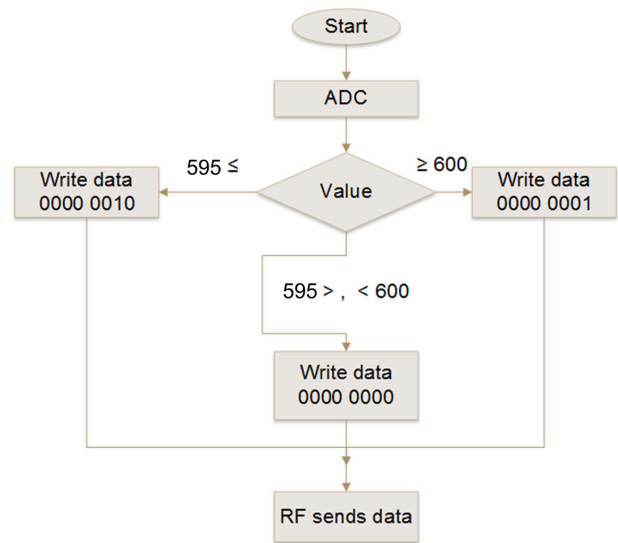 Start
ADC
595 ≤
≥ 600
Write data
0000 0010
Value
Write data
0000 0001
595 > , < 600
Write data
0000 0000
RF sends data